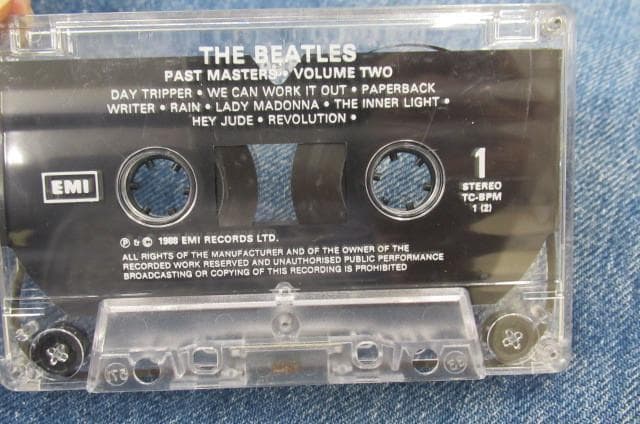 THE BEATLES
PAST MASTERS • VOLUME TWO
DAY TRIPPER • WE CAN WORK IT OUT • PAPERBACK
WRITER • RAIN • LADY MADONNA • THE INNER LIGHT •
HEY JUDE • REVOLUTION •
EMI
1
STEREO
TC-BPM
1 (2)
Ⓟ & © 1988 EMI RECORDS LTD.
ALL RIGHTS OF THE MANUFACTURER AND OF THE OWNER OF THE
RECORDED WORK RESERVED AND UNAUTHORISED PUBLIC PERFORMANCE
BROADCASTING OR COPYING OF THIS RECORDING IS PROHIBITED